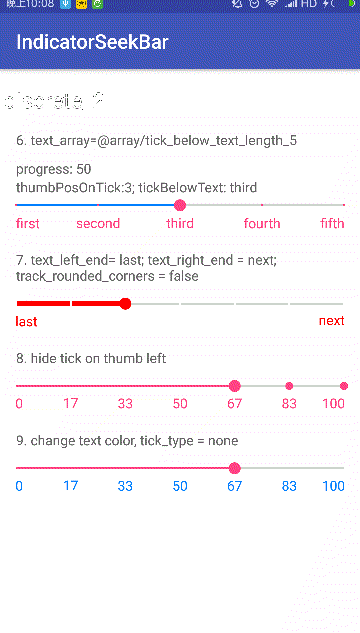 晚上10:08
HD
IndicatorSeekBar
discrete_2
6. text_array=@array/tick_below_text_length_5
progress: 50
thumbPosOnTick:3; tickBelowText: third
first second third fourth fifth
7. text_left_end= last; text_right_end = next;
track_rounded_corners = false
last next
8. hide tick on thumb left
0 17 33 50 67 83 100
9. change text color, tick_type = none
0 17 33 50 67 83 100